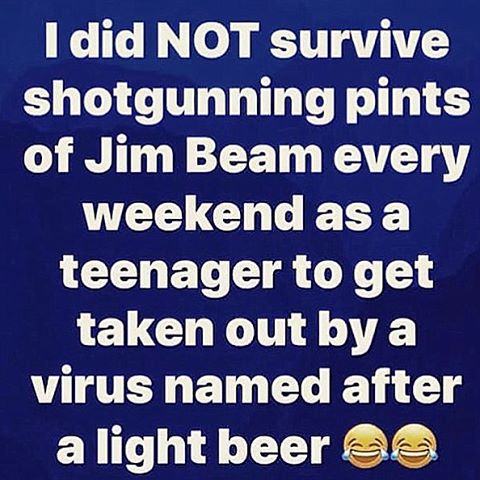 I did NOT survive
shotgunning pints
of Jim Beam every
weekend as a
teenager to get
taken out by a
virus named after
a light beer 😂😂